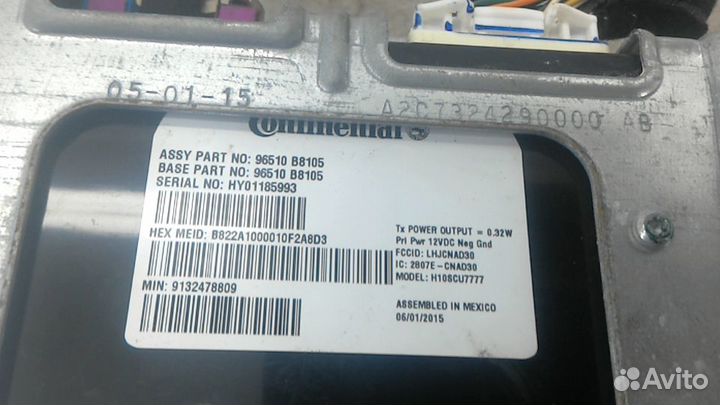 05-01-15
A2C7324290000 AB
Continental
ASSY PART NO: 96510 B8105
BASE PART NO: 96510 B8105
SERIAL NO: HY01185993
HEX MEID: B822A1000010F2A8D3
MIN: 9132478809
Tx POWER OUTPUT = 0.32W
Pri Pwr 12VDC Neg Gnd
FCCID: LHJCNAD30
IC: 2807E-CNAD30
MODEL: H10SCU7777
ASSEMBLED IN MEXICO
06/01/2015
Avito